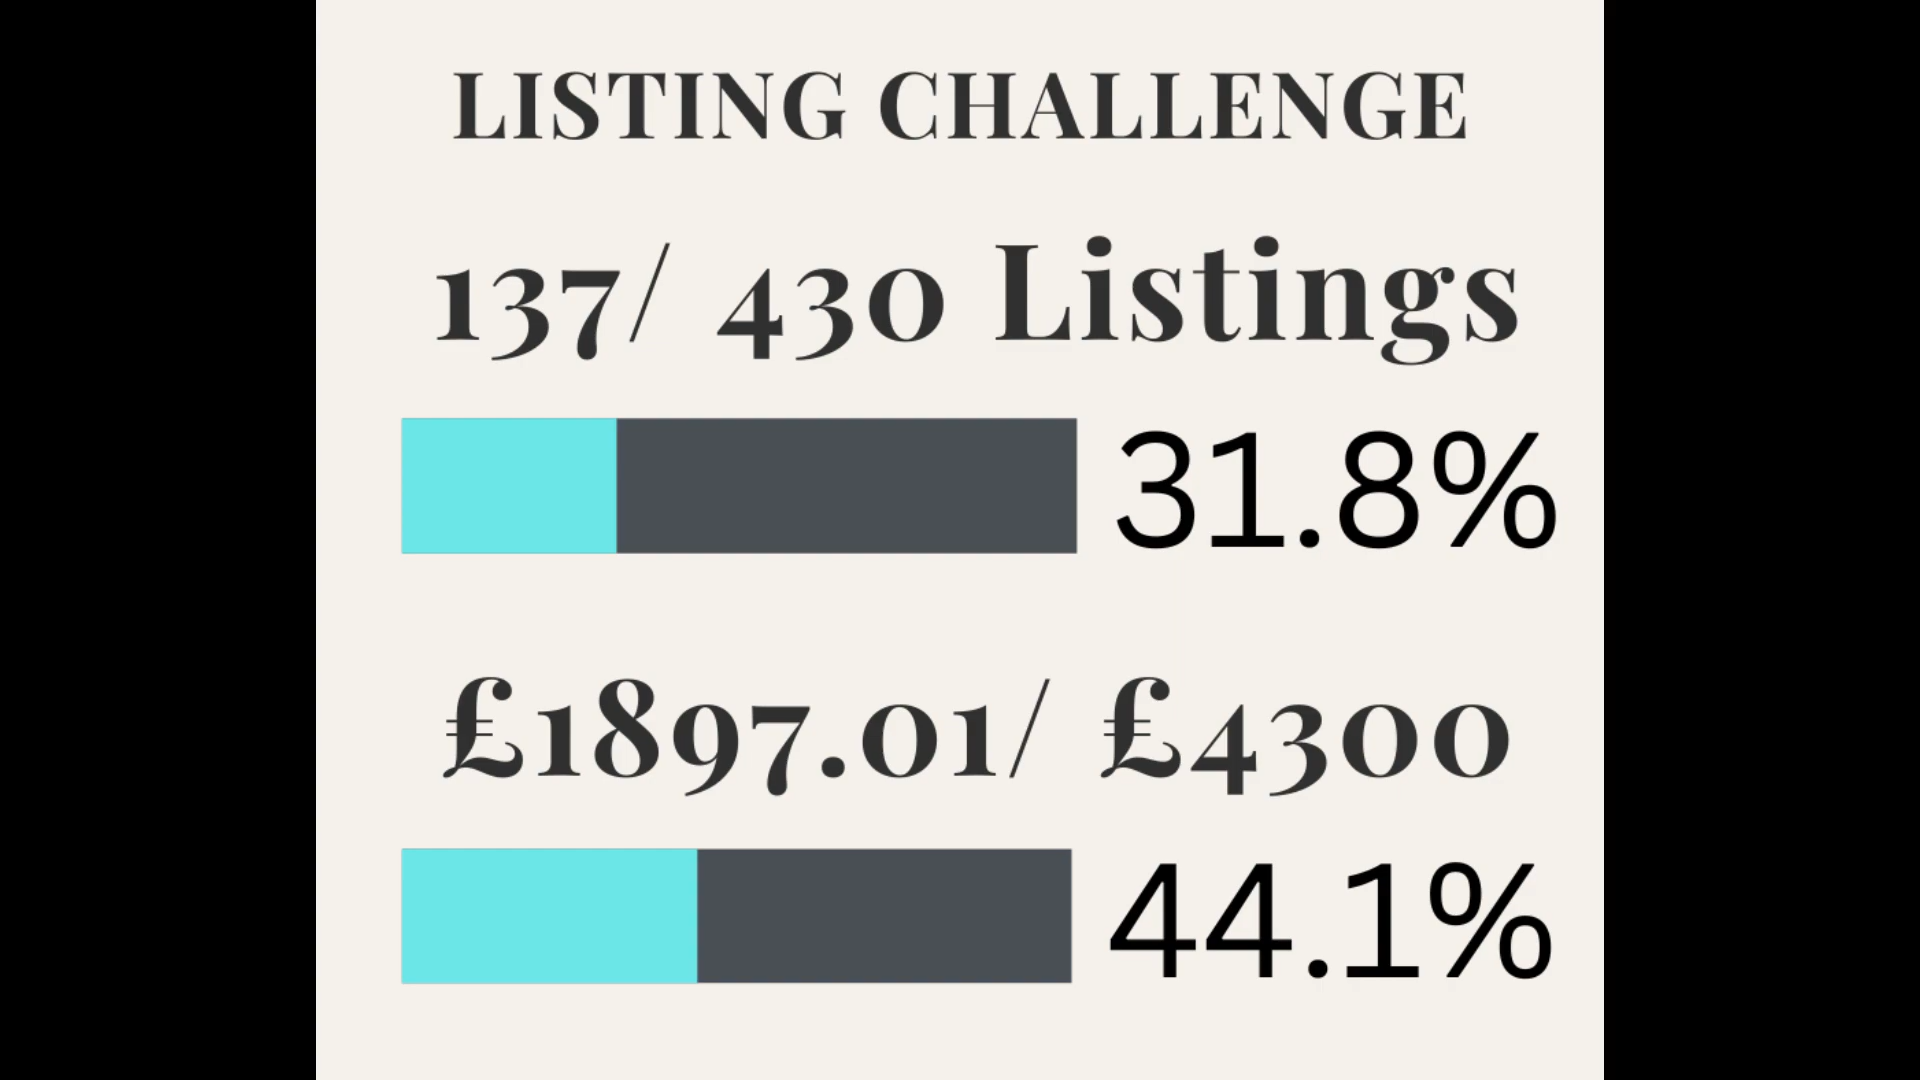 LISTING CHALLENGE
137/ 430 Listings
31.8%
£1897.01/ £4300
44.1%